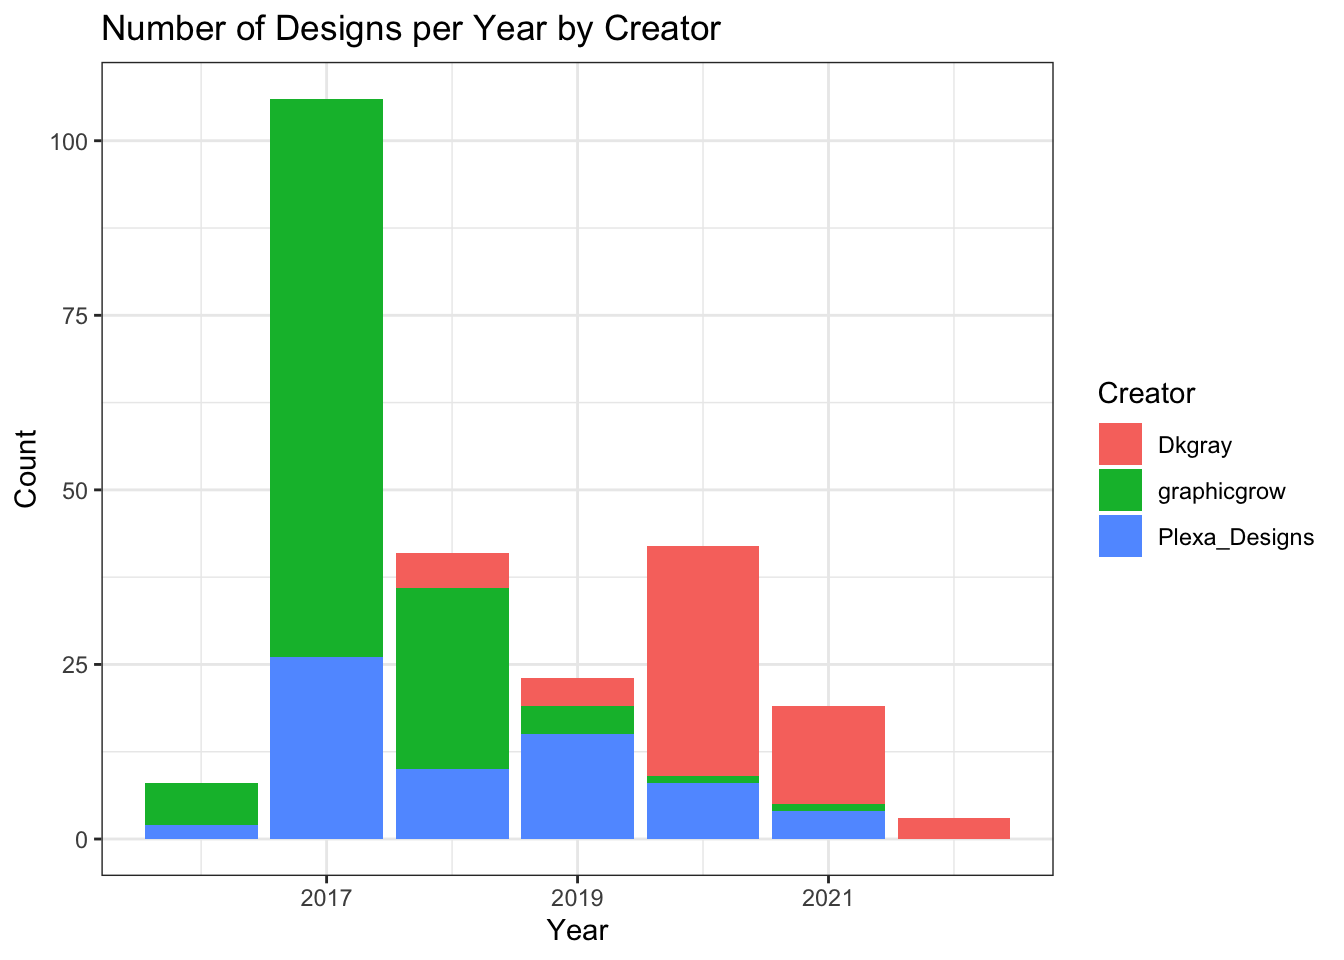 Number of Designs per Year by Creator
100
75
50
25
0
Count
2017
2019
2021
Year
Creator
Dkgray
graphicgrow
Plexa_Designs